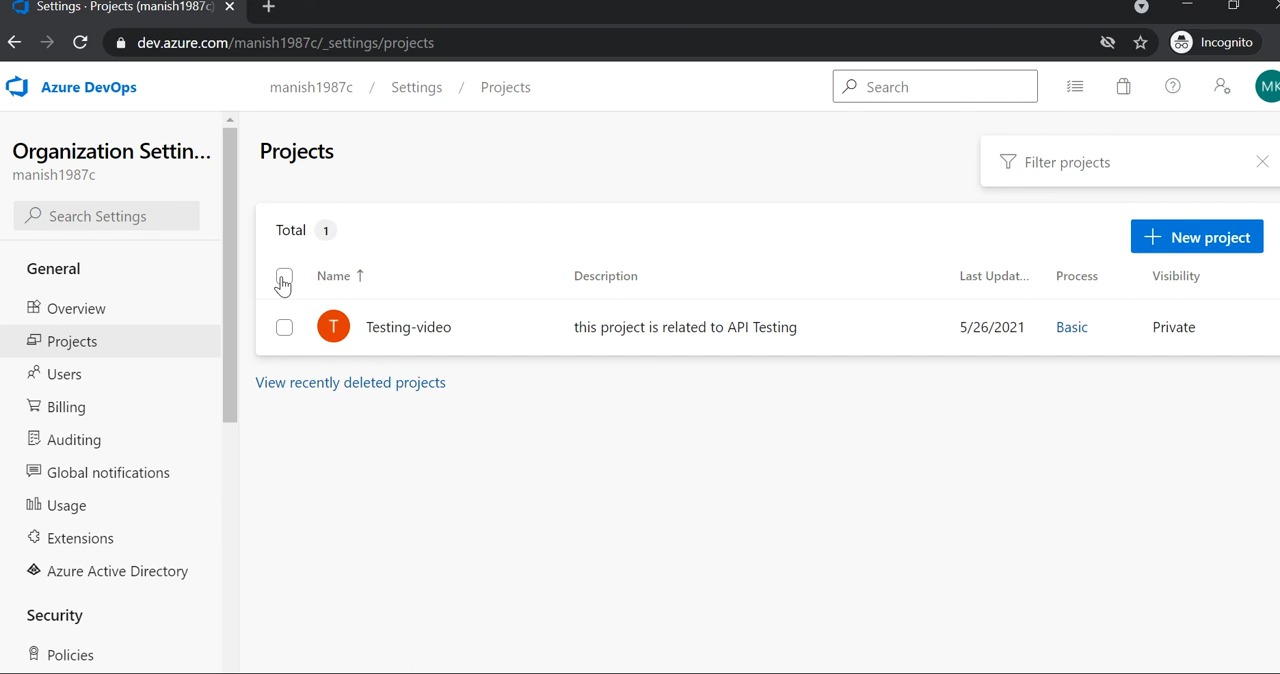 Settings · Projects (manish1987c)
dev.azure.com/manish1987c/_settings/projects
Incognito
Azure DevOps
manish1987c / Settings / Projects
Search
MK
Organization Settin...
manish1987c
Search Settings
General
Overview
Projects
Users
Billing
Auditing
Global notifications
Usage
Extensions
Azure Active Directory
Security
Policies
Projects
Filter projects
Total 1
New project
Name ↑ Description Last Updat... Process Visibility
T Testing-video this project is related to API Testing 5/26/2021 Basic Private
View recently deleted projects